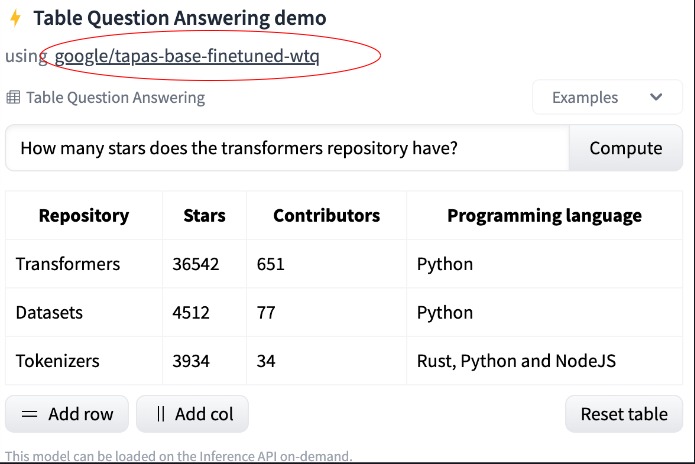 Table Question Answering demo
using google/tapas-base-finetuned-wtq
Table Question Answering
Examples
How many stars does the transformers repository have?
Compute
Repository Stars Contributors Programming language
Transformers 36542 651 Python
Datasets 4512 77 Python
Tokenizers 3934 34 Rust, Python and NodeJS
Add row Add col Reset table
This model can be loaded on the Inference API on-demand.